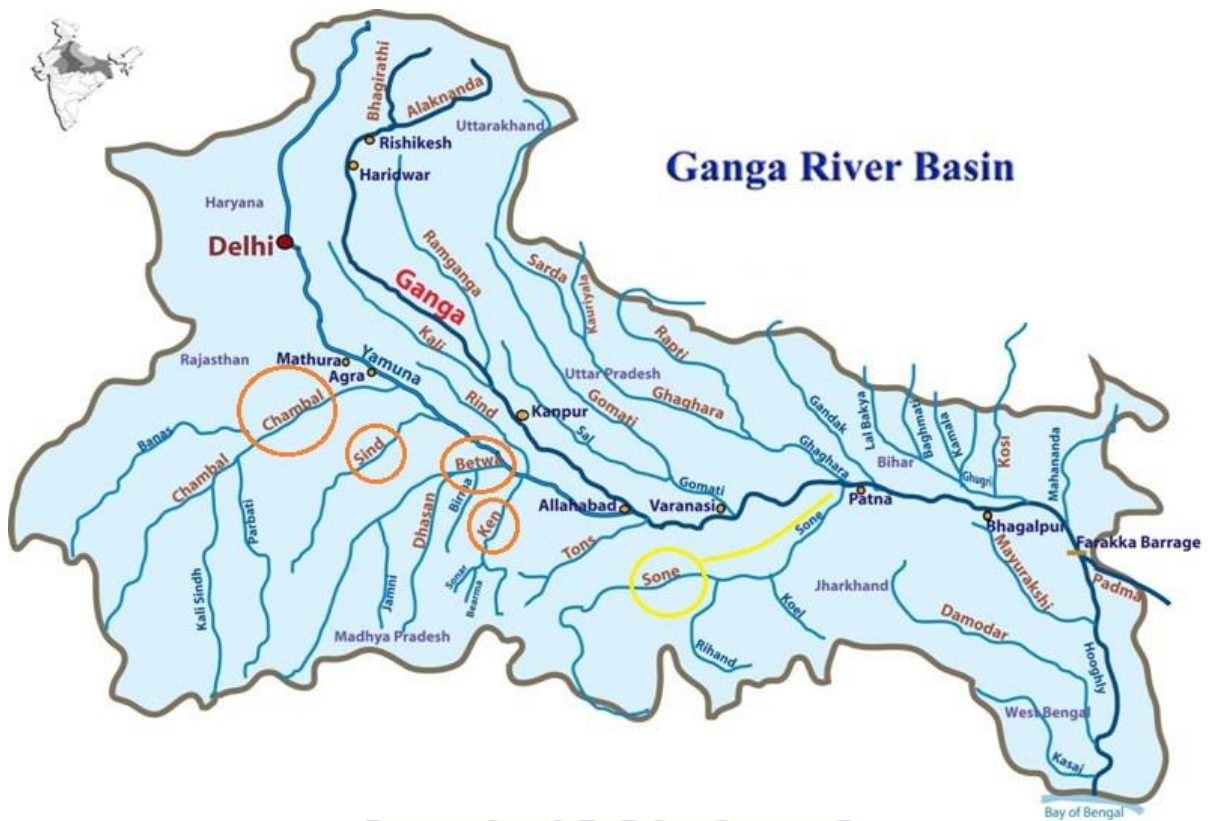 Ganga River Basin
Bhagirathi
Alaknanda
Uttarakhand
Rishikesh
Haridwar
Haryana
Delhi
Ramganga
Ganga
Sarda
Kauriyala
Kali
Rapti
Rajasthan
Mathura
Yamuna
Agra
Uttar Pradesh
Chambal
Rind
Kanpur
Gomati
Ghaghara
Gandak
Lal Bakya
Baghmati
Kamala
Kosi
Mahananda
Banas
Chambal
Sind
Sal
Betwa
Ghaghara
Bihar
Ghugri
Parbati
Dhasan
Birma
Ken
Allahabad
Varanasi
Gomati
Patna
Sone
Bhagalpur
Farakka Barrage
Tons
Sone
Mayurakshi
Padma
Kali Sindh
Jamni
Sonar
Bearma
Koel
Jharkhand
Damodar
Madhya Pradesh
Rihand
Hooghly
West Bengal
Kasai
Bay of Bengal